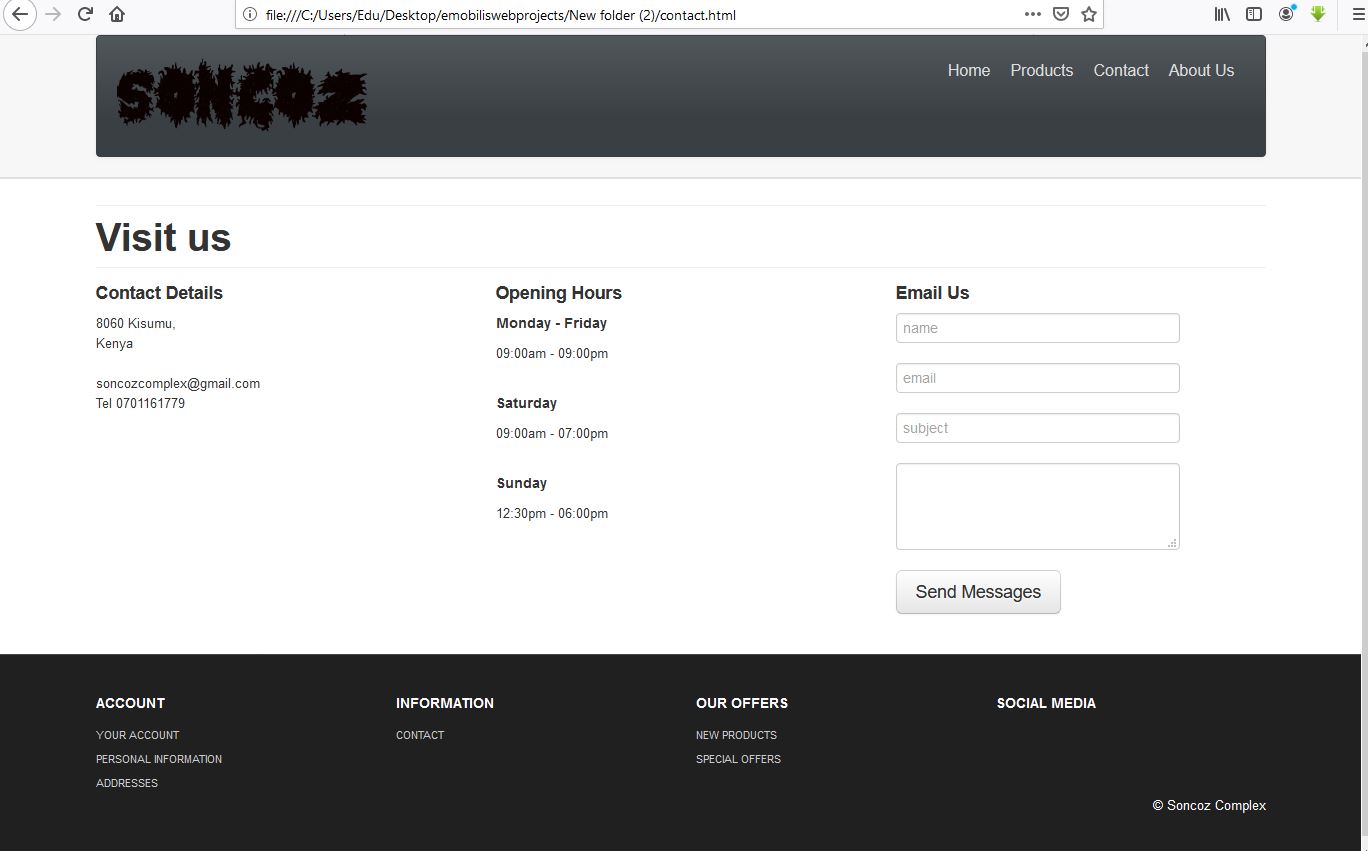 file:///C:/Users/Edu/Desktop/emobiliswebprojects/New folder (2)/contact.html
SONCOZ
Home Products Contact About Us
Visit us
Contact Details
8060 Kisumu,
Kenya
soncozcomplex@gmail.com
Tel 0701161779
Opening Hours
Monday - Friday
09:00am - 09:00pm
Saturday
09:00am - 07:00pm
Sunday
12:30pm - 06:00pm
Email Us
name
email
subject
Send Messages
ACCOUNT
YOUR ACCOUNT
PERSONAL INFORMATION
ADDRESSES
INFORMATION
CONTACT
OUR OFFERS
NEW PRODUCTS
SPECIAL OFFERS
SOCIAL MEDIA
© Soncoz Complex